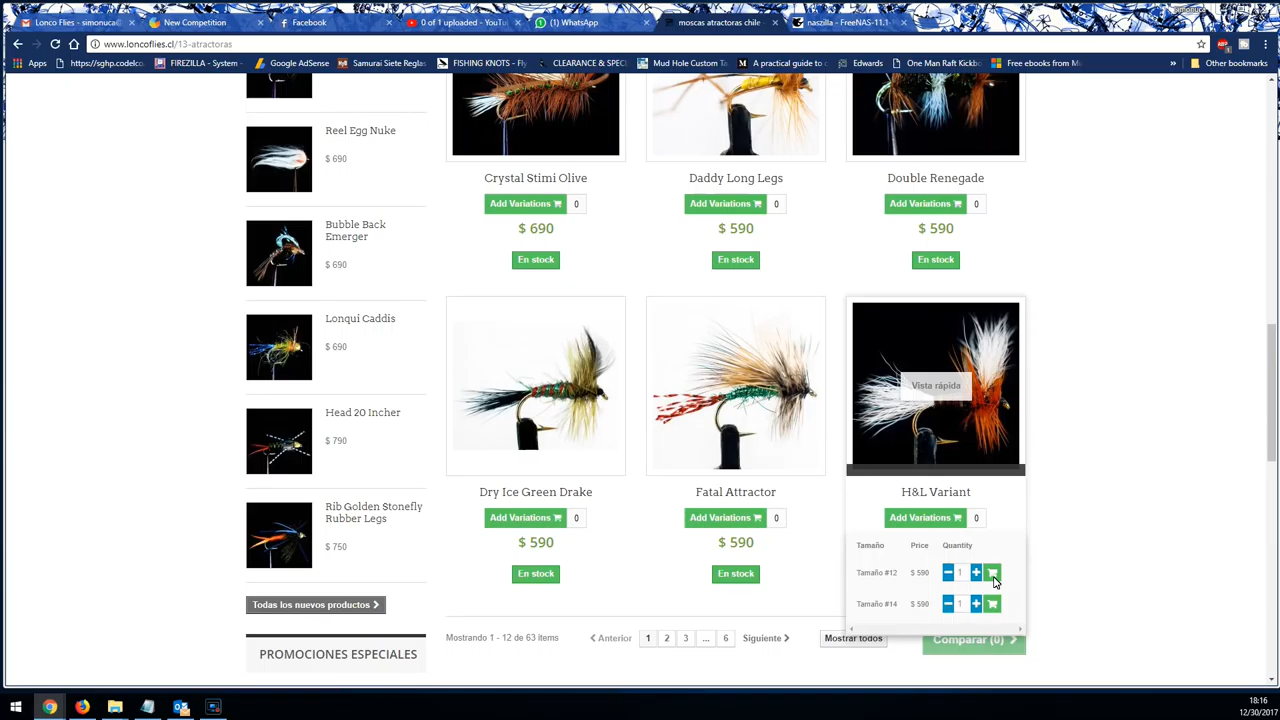 simonuca
Lonco Flies - simonuca@
New Competition
Facebook
0 of 1 uploaded - YouTu
(1) WhatsApp
moscas atractoras chile
naszilla - FreeNAS-11.1-
www.loncoflies.cl/13-atractoras
Apps
https://sghp.codelco
FIREZILLA - System -
Google AdSense
Samurai Siete Reglas
FISHING KNOTS - Fly
CLEARANCE & SPECI
Mud Hole Custom Ta
A practical guide to c
Edwards
One Man Raft Kickbo
Free ebooks from Mi
»
Other bookmarks
Reel Egg Nuke
$ 690
Bubble Back
Emerger
$ 690
Lonqui Caddis
$ 690
Head 20 Incher
$ 790
Rib Golden Stonefly
Rubber Legs
$ 750
Todas los nuevos productos
PROMOCIONES ESPECIALES
Crystal Stimi Olive
Add Variations 0
$ 690
En stock
Daddy Long Legs
Add Variations 0
$ 590
En stock
Double Renegade
Add Variations 0
$ 590
En stock
Dry Ice Green Drake
Add Variations 0
$ 590
En stock
Fatal Attractor
Add Variations 0
$ 590
En stock
Vista rápida
H&L Variant
Add Variations 0
Tamaño Price Quantity
Tamaño #12 $ 590 1
Tamaño #14 $ 590 1
Mostrando 1 - 12 de 63 items
Anterior 1 2 3 ... 6 Siguiente
Mostrar todos
Comparar (0)
18:16
12/30/2017